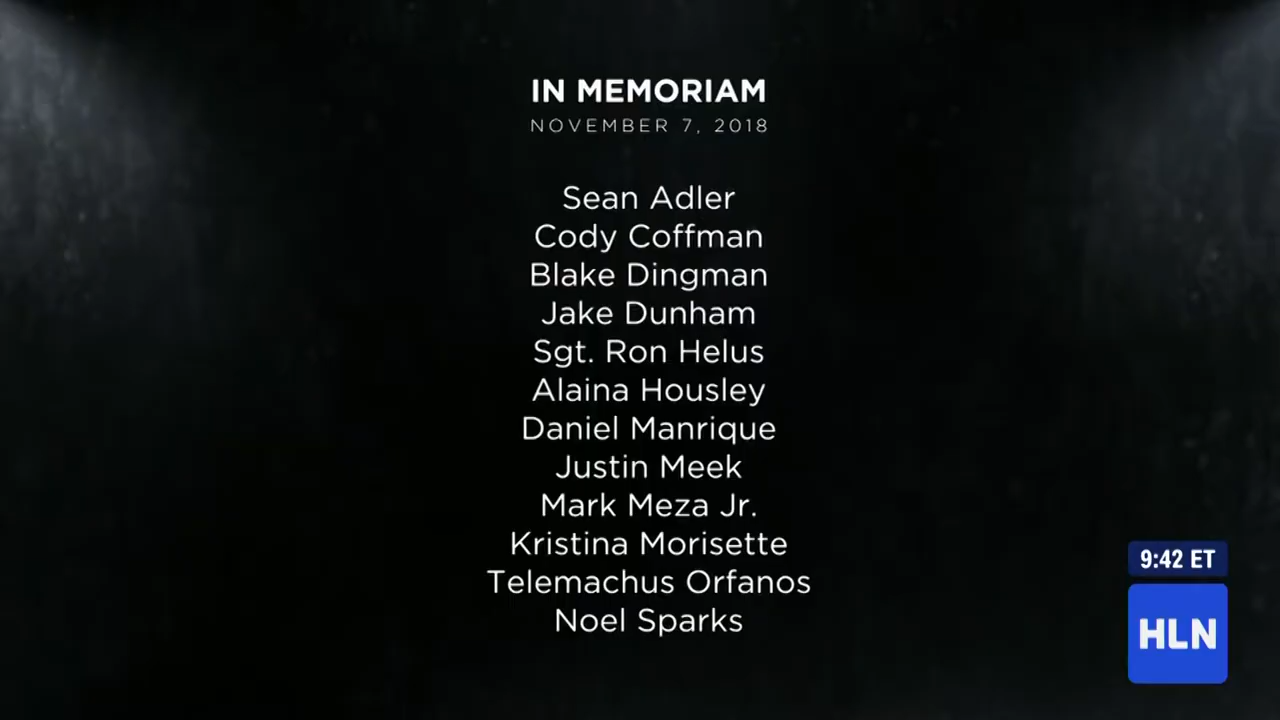 IN MEMORIAM
NOVEMBER 7, 2018
Sean Adler
Cody Coffman
Blake Dingman
Jake Dunham
Sgt. Ron Helus
Alaina Housley
Daniel Manrique
Justin Meek
Mark Meza Jr.
Kristina Morisette
Telemachus Orfanos
Noel Sparks
9:42 ET
HLN